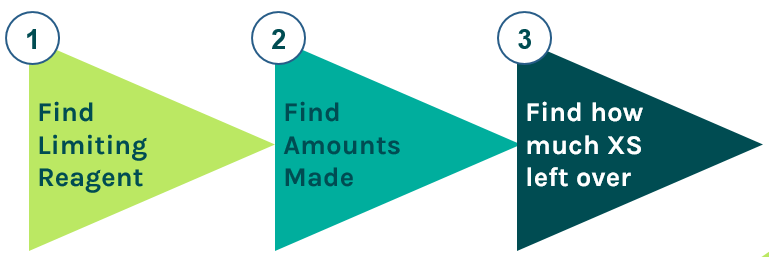 1
Find
Limiting
Reagent
2
Find
Amounts
Made
3
Find how
much XS
left over